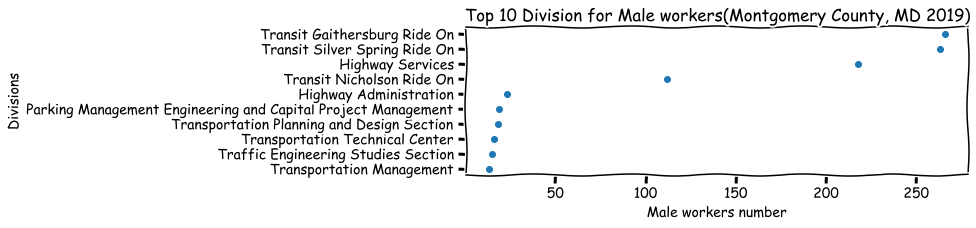 Top 10 Division for Male workers(Montgomery County, MD 2019)
Divisions
Transit Gaithersburg Ride On
Transit Silver Spring Ride On
Highway Services
Transit Nicholson Ride On
Highway Administration
Parking Management Engineering and Capital Project Management
Transportation Planning and Design Section
Transportation Technical Center
Traffic Engineering Studies Section
Transportation Management
50 100 150 200 250
Male workers number